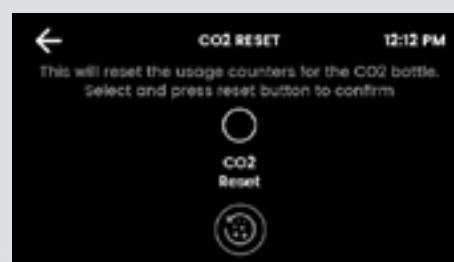 CO2 RESET 12:12 PM
This will reset the usage counters for the CO2 bottle.
Select and press reset button to confirm
CO2
Reset